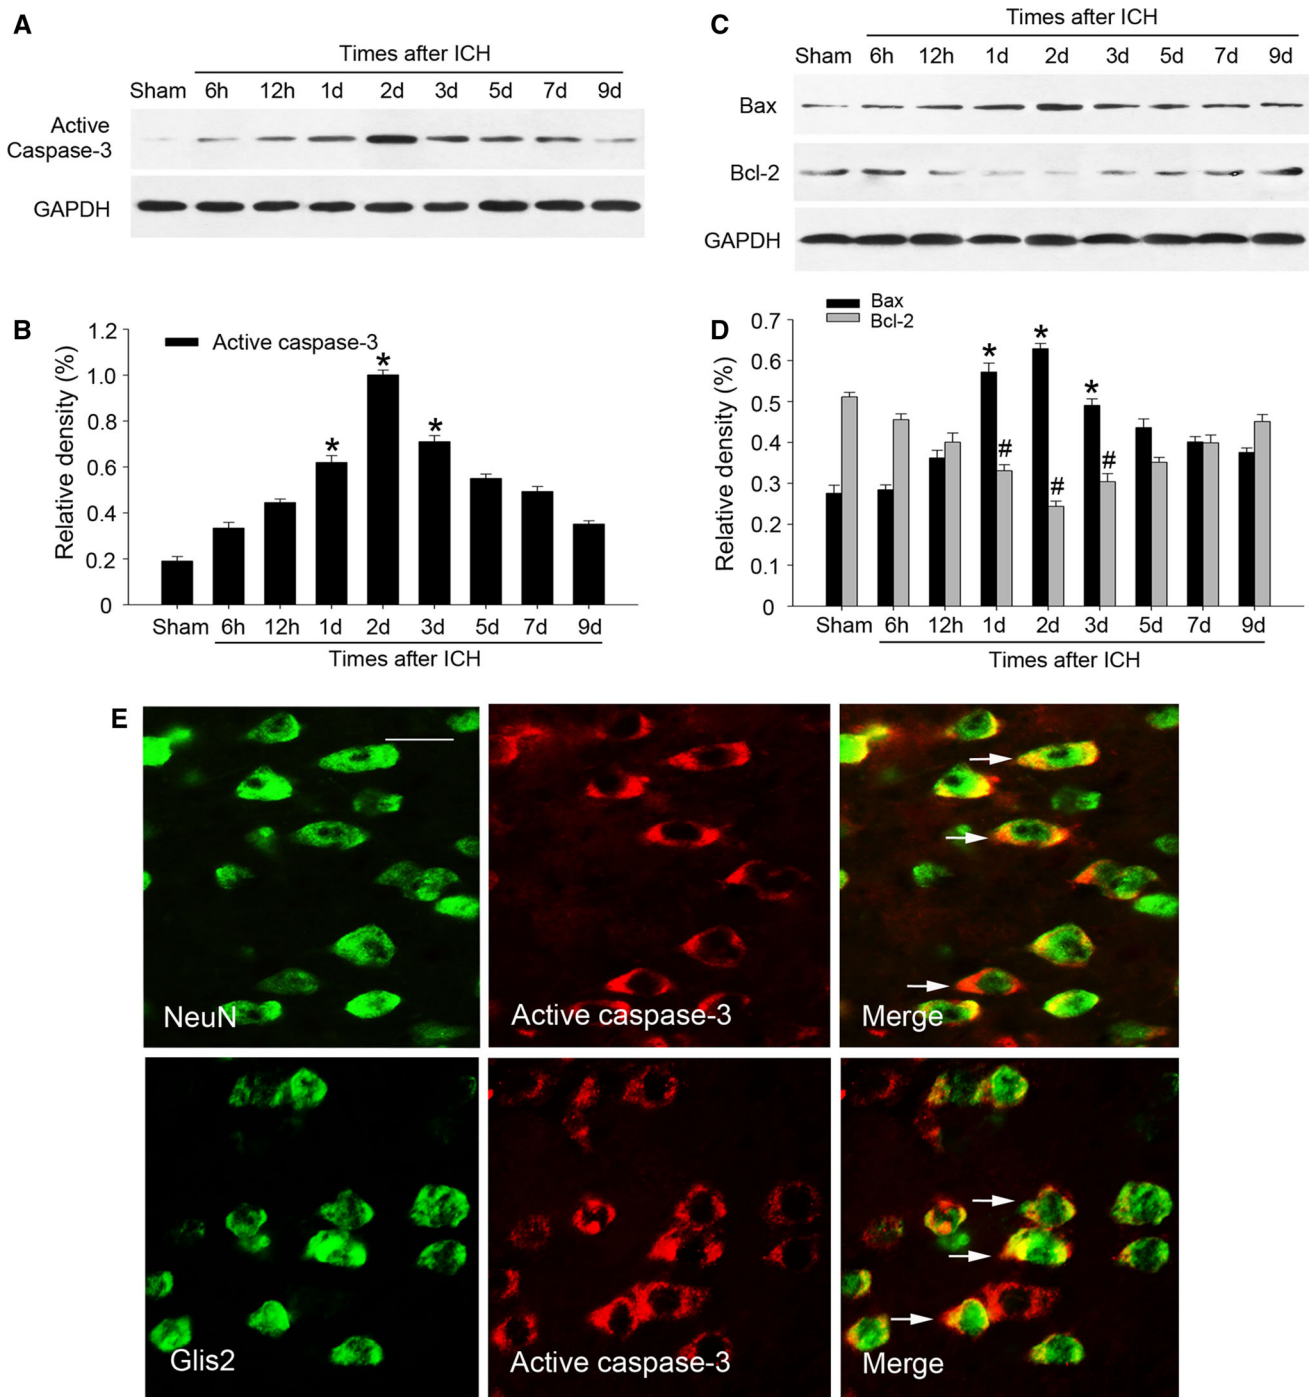 A
Times after ICH
Sham 6h 12h 1d 2d 3d 5d 7d 9d
Active
Caspase-3
GAPDH
B
Relative density (%)
1.2
1.0
0.8
0.6
0.4
0.2
0
Active caspase-3
* * *
Sham 6h 12h 1d 2d 3d 5d 7d 9d
Times after ICH
C
Times after ICH
Sham 6h 12h 1d 2d 3d 5d 7d 9d
Bax
Bcl-2
GAPDH
D
Bax
Bcl-2
Relative density (%)
0.7
0.6
0.5
0.4
0.3
0.2
0.1
0
* * *
# # #
Sham 6h 12h 1d 2d 3d 5d 7d 9d
Times after ICH
E
NeuN
Active caspase-3
Merge
Glis2
Active caspase-3
Merge